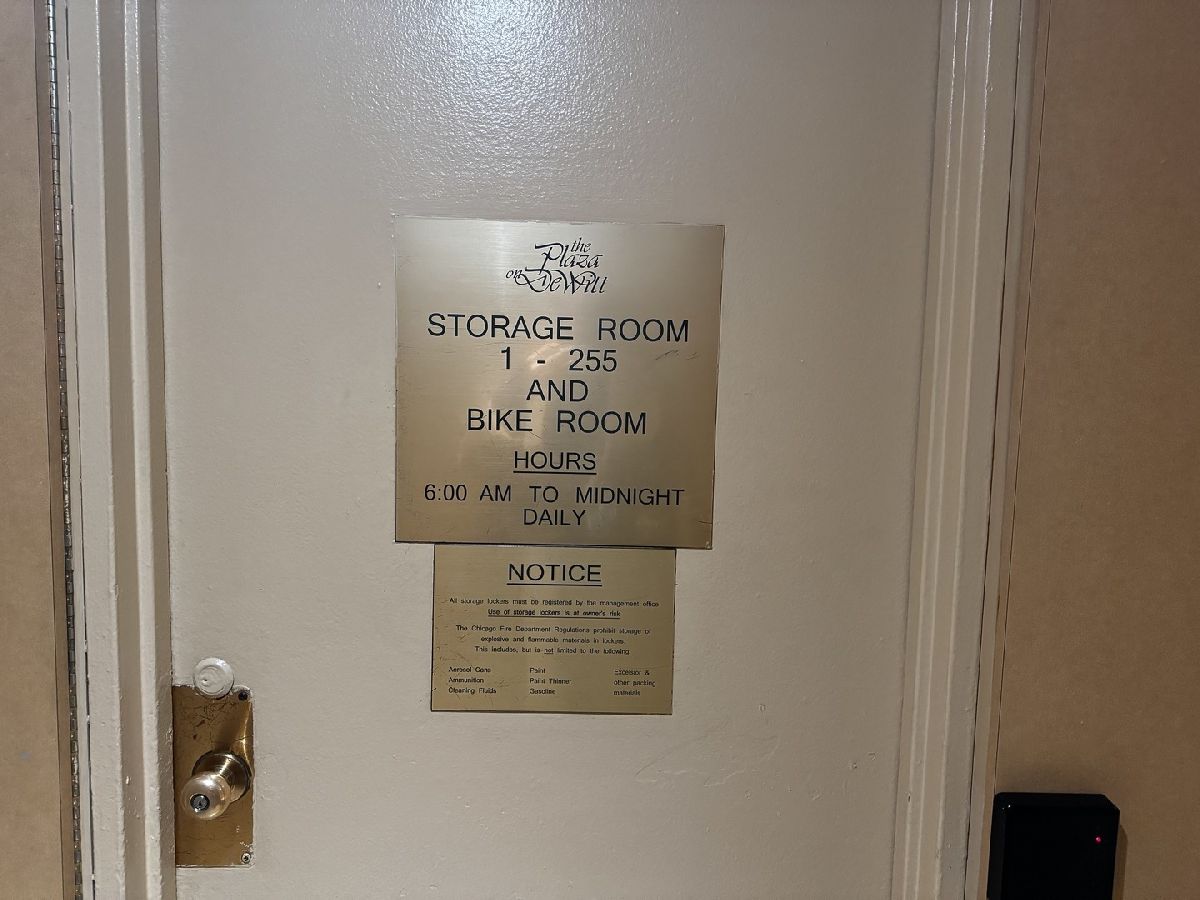 the
Plaza
on DeWitt
STORAGE ROOM
1 - 255
AND
BIKE ROOM
HOURS
6:00 AM TO MIDNIGHT
DAILY
NOTICE
All storage lockers must be registered by the management office
Use of storage lockers is at owner's risk
The Chicago Fire Department Regulations prohibit storage of
explosive and flammable materials in lockers.
This includes, but is not limited to the following
Aerosol Cans Paint Excelsior &
Ammunition Paint Thinner other packing
Cleaning Fluids Gasoline materials